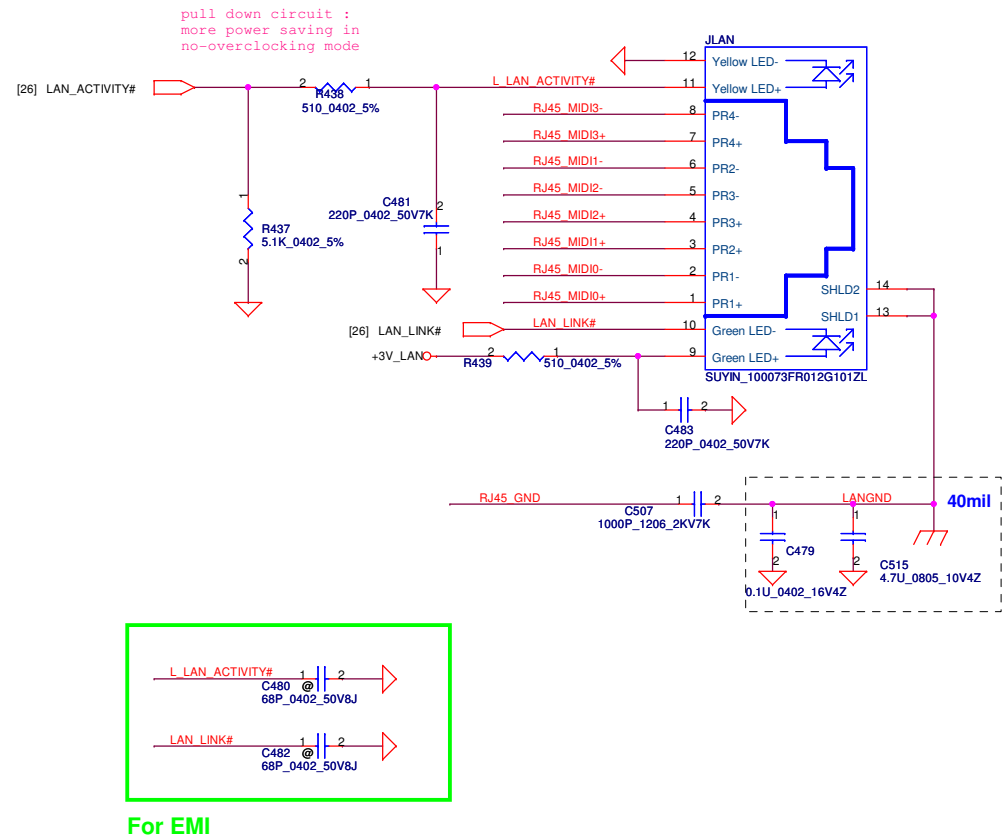 pull down circuit :
more power saving in
no-overclocking mode
JLAN
12 Yellow LED-
[26] LAN_ACTIVITY# 2 R438 1 L_LAN_ACTIVITY# 11 Yellow LED+
510_0402_5%
RJ45_MIDI3- 8 PR4-
RJ45_MIDI3+ 7 PR4+
RJ45_MIDI1- 6 PR2-
RJ45_MIDI2- 5 PR3-
RJ45_MIDI2+ 4 PR3+
RJ45_MIDI1+ 3 PR2+
RJ45_MIDI0- 2 PR1-
RJ45_MIDI0+ 1 PR1+
1
R437
5.1K_0402_5%
2
C481 2
220P_0402_50V7K
1
SHLD2 14
SHLD1 13
[26] LAN_LINK# LAN_LINK# 10 Green LED-
+3V_LAN 2 R439 1 510_0402_5% 9 Green LED+
SUYIN_100073FR012G101ZL
1 2
C483
220P_0402_50V7K
RJ45_GND 1 2 LANGND 40mil
C507
1000P_1206_2KV7K
1 1
C479
2 2
C515
4.7U_0805_10V4Z
0.1U_0402_16V4Z
L_LAN_ACTIVITY# 1 2
C480 @
68P_0402_50V8J
LAN_LINK# 1 2
C482 @
68P_0402_50V8J
For EMI